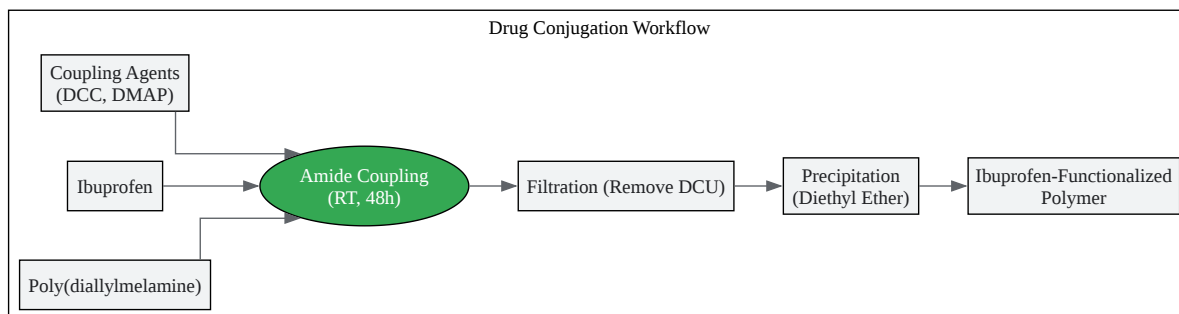 Drug Conjugation Workflow
Coupling Agents
(DCC, DMAP)
Ibuprofen
Poly(diallylmelamine)
Amide Coupling
(RT, 48h)
Filtration (Remove DCU)
Precipitation
(Diethyl Ether)
Ibuprofen-Functionalized
Polymer